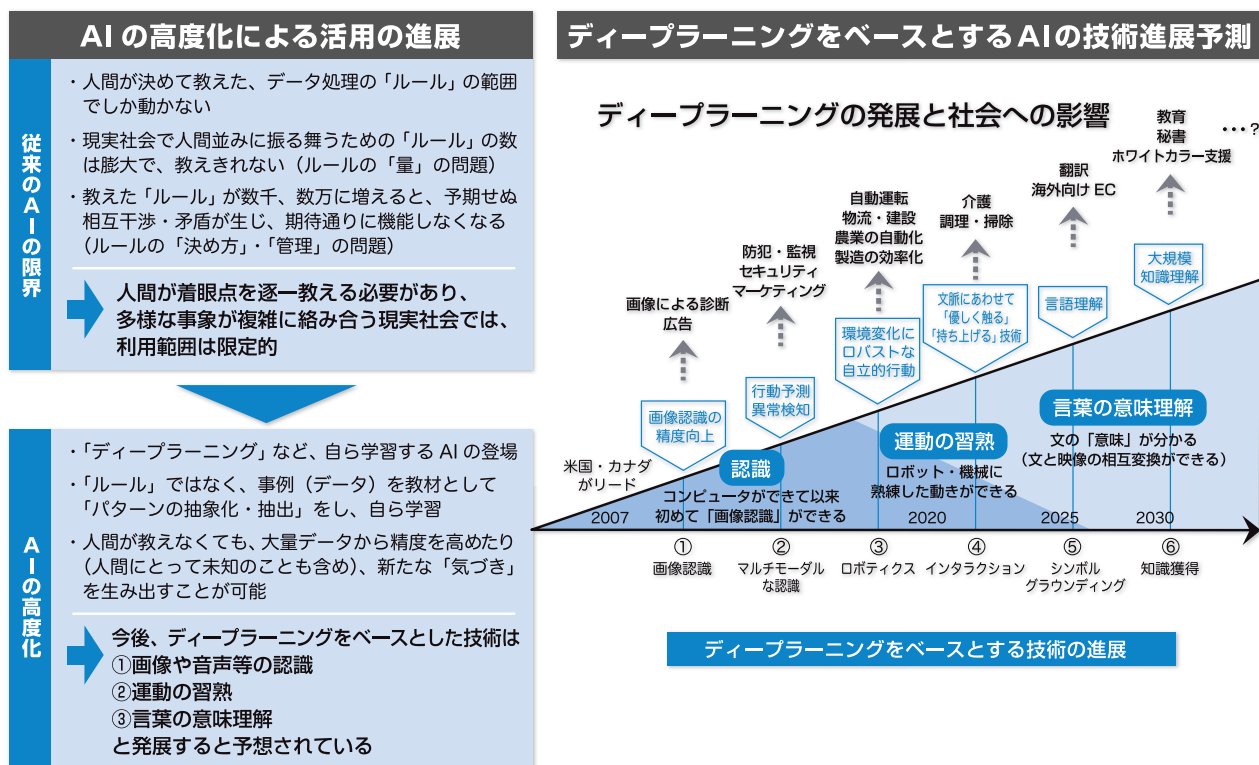 AI の高度化による活用の進展
従来のAIの限界
・人間が決めて教えた、データ処理の「ルール」の範囲
でしか動かない
・現実社会で人間並みに振る舞うための「ルール」の数
は膨大で、教えきれない（ルールの「量」の問題）
・教えた「ルール」が数千、数万に増えると、予期せぬ
相互干渉・矛盾が生じ、期待通りに機能しなくなる
（ルールの「決め方」・「管理」の問題）
人間が着眼点を逐一教える必要があり、
多様な事象が複雑に絡み合う現実社会では、
利用範囲は限定的
AIの高度化
・「ディープラーニング」など、自ら学習する AI の登場
・「ルール」ではなく、事例（データ）を教材として
「パターンの抽象化・抽出」をし、自ら学習
・人間が教えなくても、大量データから精度を高めたり
（人間にとって未知のことも含め）、新たな「気づき」
を生み出すことが可能
今後、ディープラーニングをベースとした技術は
①画像や音声等の認識
②運動の習熟
③言葉の意味理解
と発展すると予想されている
ディープラーニングをベースとするAIの技術進展予測
ディープラーニングの発展と社会への影響
画像による診断
広告
防犯・監視
セキュリティ
マーケティング
自動運転
物流・建設
農業の自動化
製造の効率化
介護
調理・掃除
翻訳
海外向け EC
教育
秘書
ホワイトカラー支援
…?
画像認識の
精度向上
行動予測
異常検知
環境変化に
ロバストな
自立的行動
文脈にあわせて
「優しく触る」
「持ち上げる」技術
言語理解
大規模
知識理解
米国・カナダ
がリード
認識
コンピュータができて以来
初めて「画像認識」ができる
運動の習熟
ロボット・機械に
熟練した動きができる
言葉の意味理解
文の「意味」が分かる
（文と映像の相互変換ができる）
2007
2020
2025
2030
①
画像認識
②
マルチモーダル
な認識
③
ロボティクス
④
インタラクション
⑤
シンボル
グラウンディング
⑥
知識獲得
ディープラーニングをベースとする技術の進展